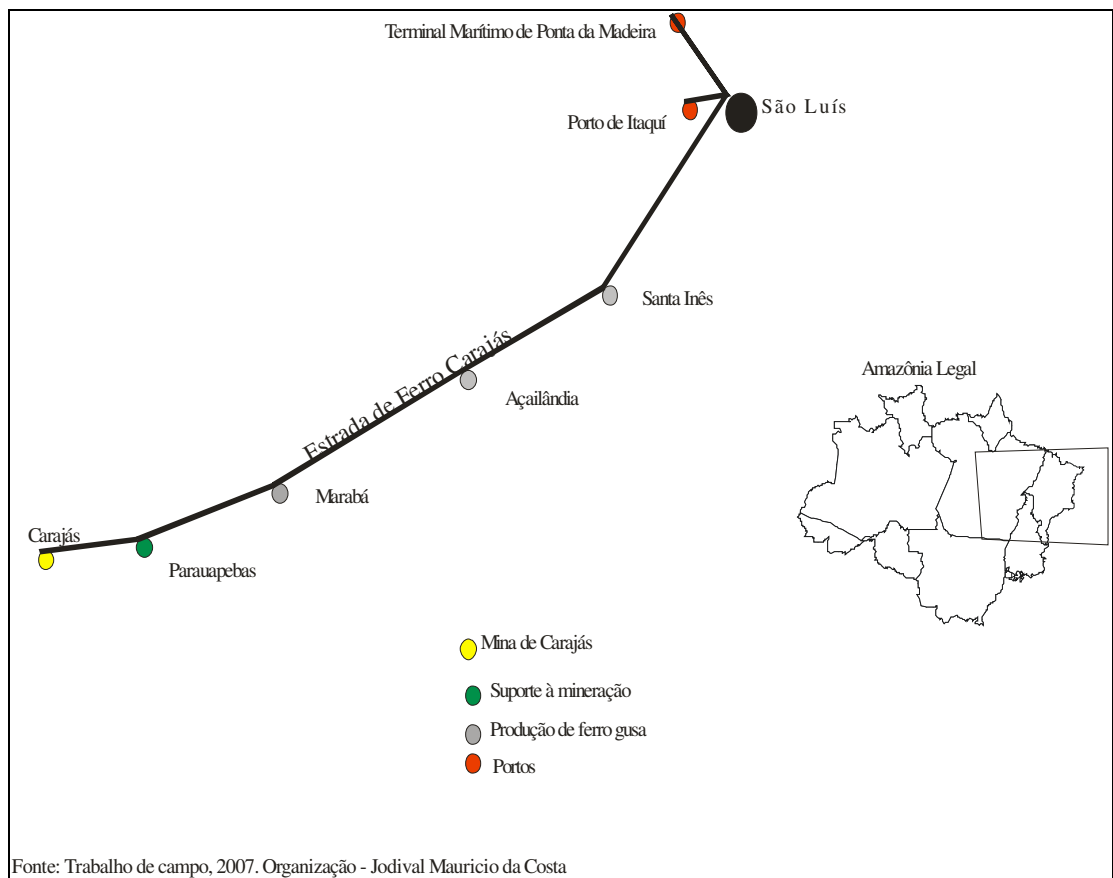 Terminal Marítimo de Ponta da Madeira
São Luís
Porto de Itaquí
Santa Inês
Estrada de Ferro Carajás
Açailândia
Amazônia Legal
Marabá
Carajás
Parauapebas
Mina de Carajás
Suporte à mineração
Produção de ferro gusa
Portos
Fonte: Trabalho de campo, 2007. Organização - Jodival Mauricio da Costa